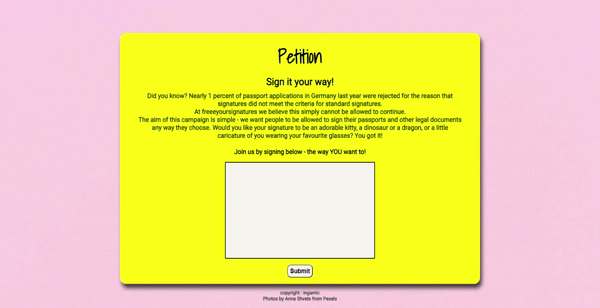 Petition
Sign it your way!
Did you know? Nearly 1 percent of passport applications in Germany last year were rejected for the reason that
signatures did not meet the criteria for standard signatures.
At freeeyoursignatures we believe this simply cannot be allowed to continue.
The aim of this campaign is simple - we want people to be allowed to sign their passports and other legal documents
any way they choose. Would you like your signature to be an adorable kitty, a dinosaur or a dragon, or a little
caricature of you wearing your favourite glasses? You got it!
Join us by signing below - the way YOU want to!
Submit
copyright : Ingamic
Photos by Anna Shvets from Pexels